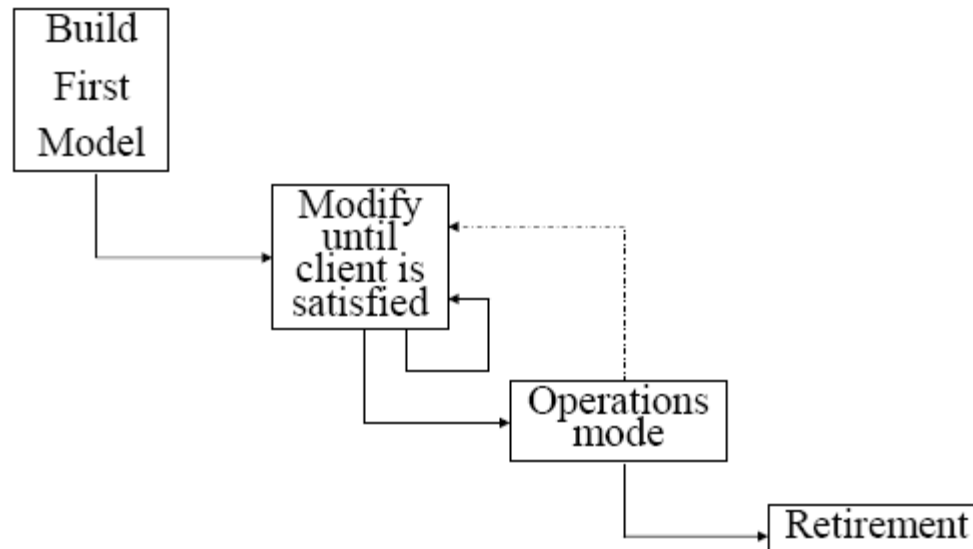 Build
First
Model
Modify
until
client is
satisfied
Operations
mode
Retirement